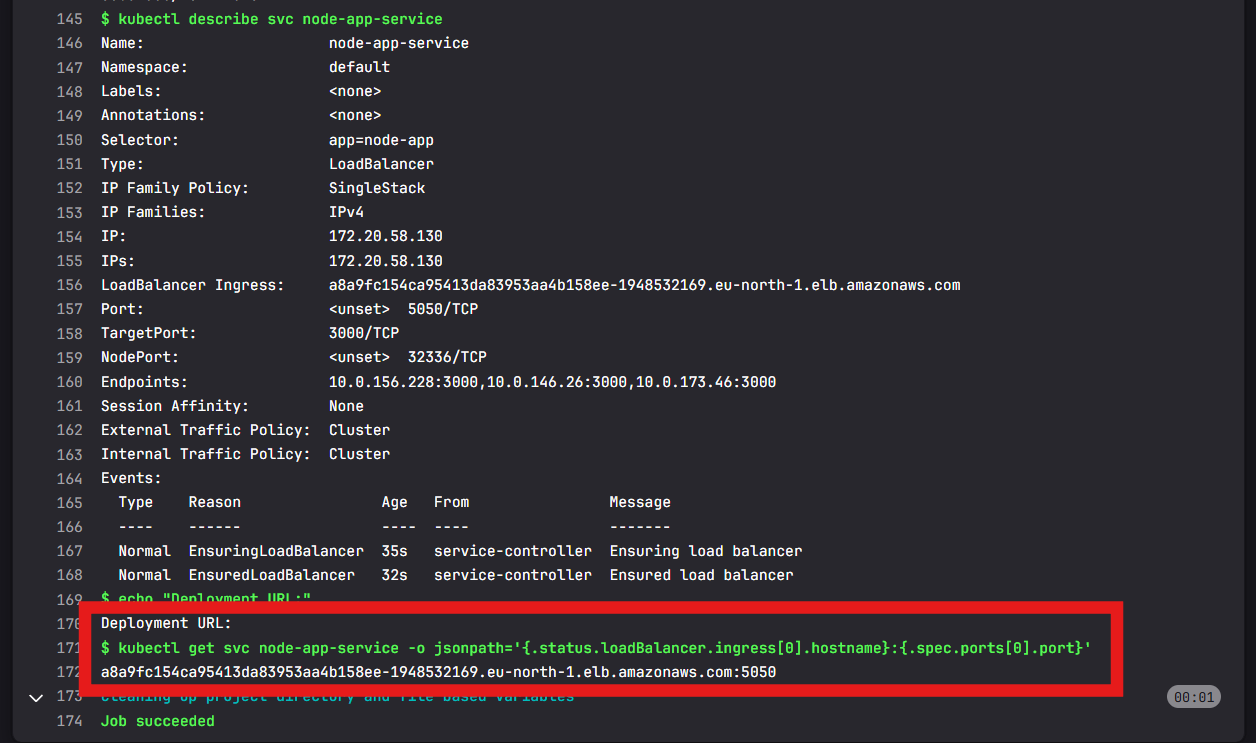 145 $ kubectl describe svc node-app-service
146 Name: node-app-service
147 Namespace: default
148 Labels: <none>
149 Annotations: <none>
150 Selector: app=node-app
151 Type: LoadBalancer
152 IP Family Policy: SingleStack
153 IP Families: IPv4
154 IP: 172.20.58.130
155 IPs: 172.20.58.130
156 LoadBalancer Ingress: a8a9fc154ca95413da83953aa4b158ee-1948532169.eu-north-1.elb.amazonaws.com
157 Port: <unset> 5050/TCP
158 TargetPort: 3000/TCP
159 NodePort: <unset> 32336/TCP
160 Endpoints: 10.0.156.228:3000,10.0.146.26:3000,10.0.173.46:3000
161 Session Affinity: None
162 External Traffic Policy: Cluster
163 Internal Traffic Policy: Cluster
164 Events:
165 Type Reason Age From Message
166 ---- ------ ---- ---- -------
167 Normal EnsuringLoadBalancer 35s service-controller Ensuring load balancer
168 Normal EnsuredLoadBalancer 32s service-controller Ensured load balancer
169 $ echo "Deployment URL:"
170 Deployment URL:
171 $ kubectl get svc node-app-service -o jsonpath='{.status.loadBalancer.ingress[0].hostname}:{.spec.ports[0].port}'
172 a8a9fc154ca95413da83953aa4b158ee-1948532169.eu-north-1.elb.amazonaws.com:5050
173 Cleaning up project directory and file based variables 00:01
174 Job succeeded